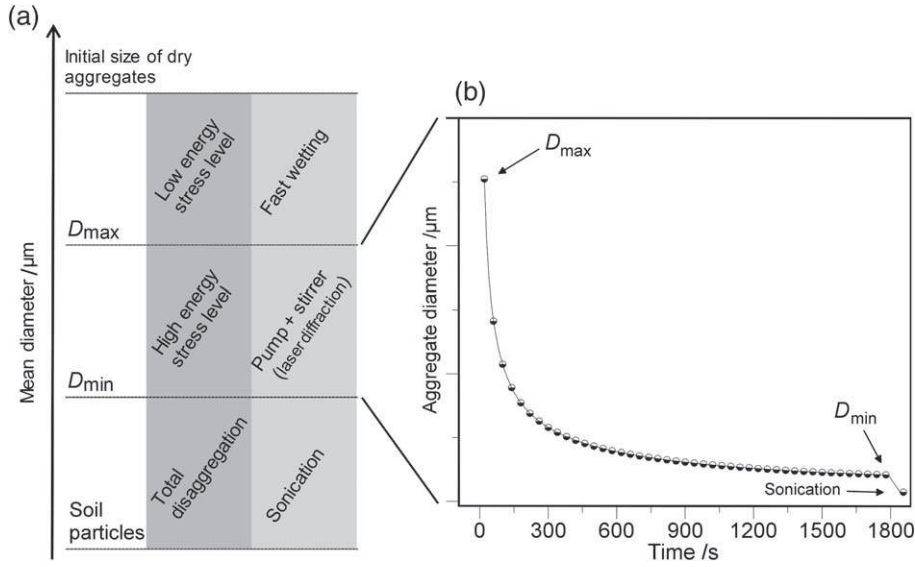 (a)
Initial size of dry
aggregates
Low energy
stress level
Fast wetting
Dmax
High energy
stress level
Pump + stirrer
(laser diffraction)
Dmin
Total
disaggregation
Sonication
Soil
particles
Mean diameter /µm
(b)
Dmax
Dmin
Sonication
Aggregate diameter /µm
0 300 600 900 1200 1500 1800
Time /s